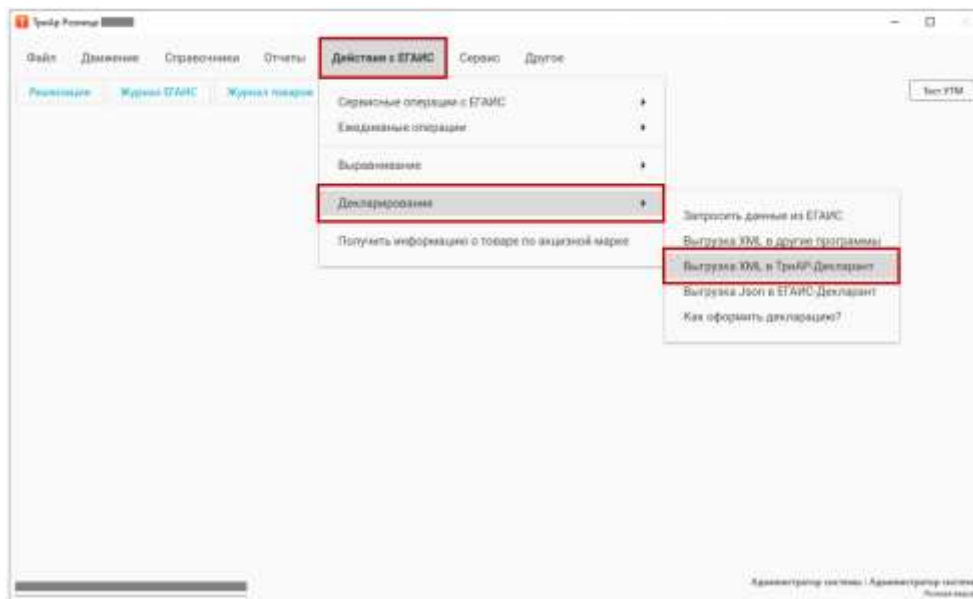 ТриАр Розница
Файл Движение Справочники Отчеты Действия с ЕГАИС Сервис Другое
Реализация Журнал ЕГАИС Журнал товаров
Тест УТМ
Сервисные операции с ЕГАИС
Ежедневные операции
Выравнивание
Декларирование
Получить информацию о товаре по акцизной марке
Запросить данные из ЕГАИС
Выгрузка XML в другие программы
Выгрузка XML в ТриАР-Декларант
Выгрузка Json в ЕГАИС-Декларант
Как оформить декларацию?
Администратор системы : Администратор систем